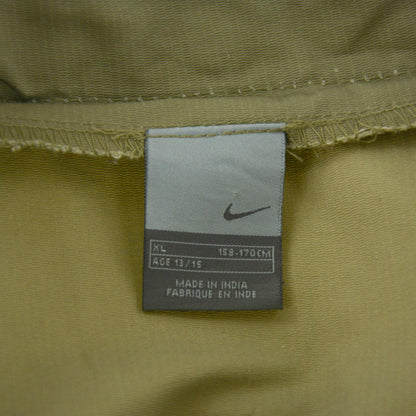 XL 158-170CM
AGE 13/15
MADE IN INDIA
FABRIQUE EN INDE